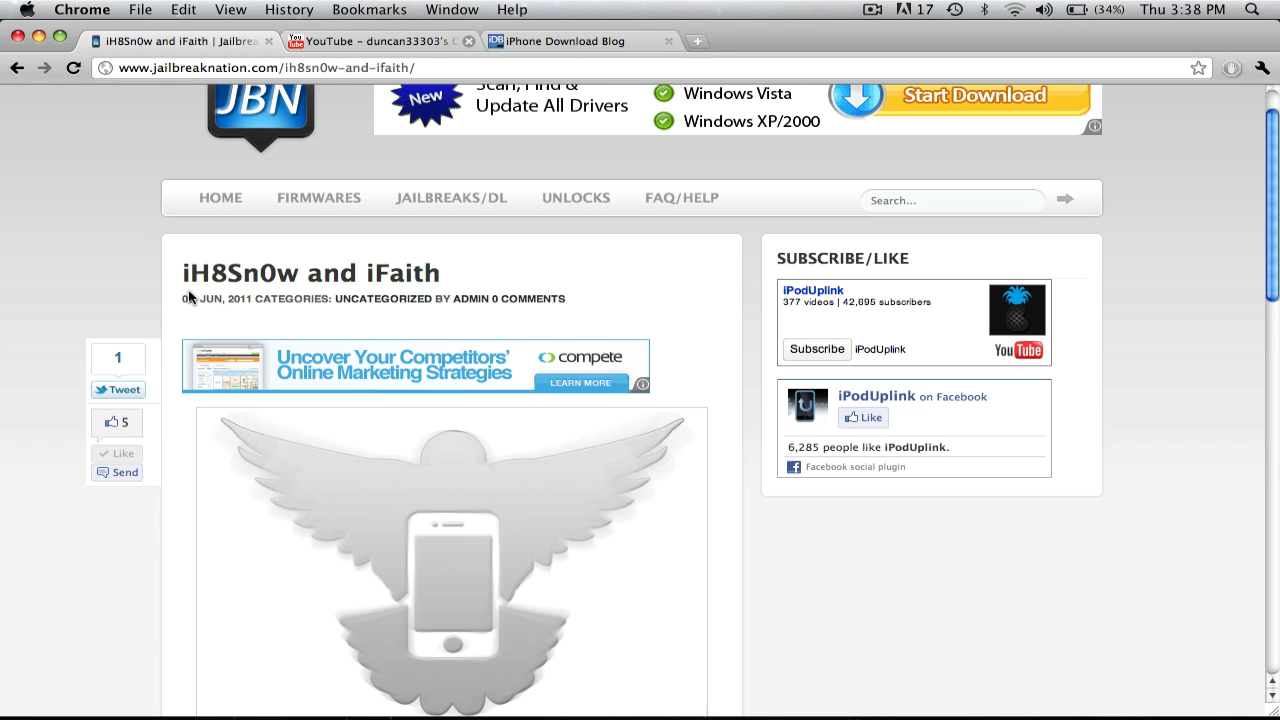 Chrome File Edit View History Bookmarks Window Help 17 (34%) Thu 3:38 PM
iH8Sn0w and iFaith | Jailbrea
YouTube - duncan33303's C
iPhone Download Blog
www.jailbreaknation.com/ih8sn0w-and-ifaith/
JBN
New
Scan, Find &
Update All Drivers
Windows Vista
Windows XP/2000
Start Download
HOME FIRMWARES JAILBREAKS/DL UNLOCKS FAQ/HELP
Search...
iH8Sn0w and iFaith
JUN, 2011 CATEGORIES: UNCATEGORIZED BY ADMIN 0 COMMENTS
Uncover Your Competitors'
Online Marketing Strategies
compete
LEARN MORE
1
Tweet
5
Like
Send
SUBSCRIBE/LIKE
iPodUplink
377 videos | 42,695 subscribers
Subscribe iPodUplink
You Tube
iPodUplink on Facebook
Like
6,285 people like iPodUplink.
Facebook social plugin